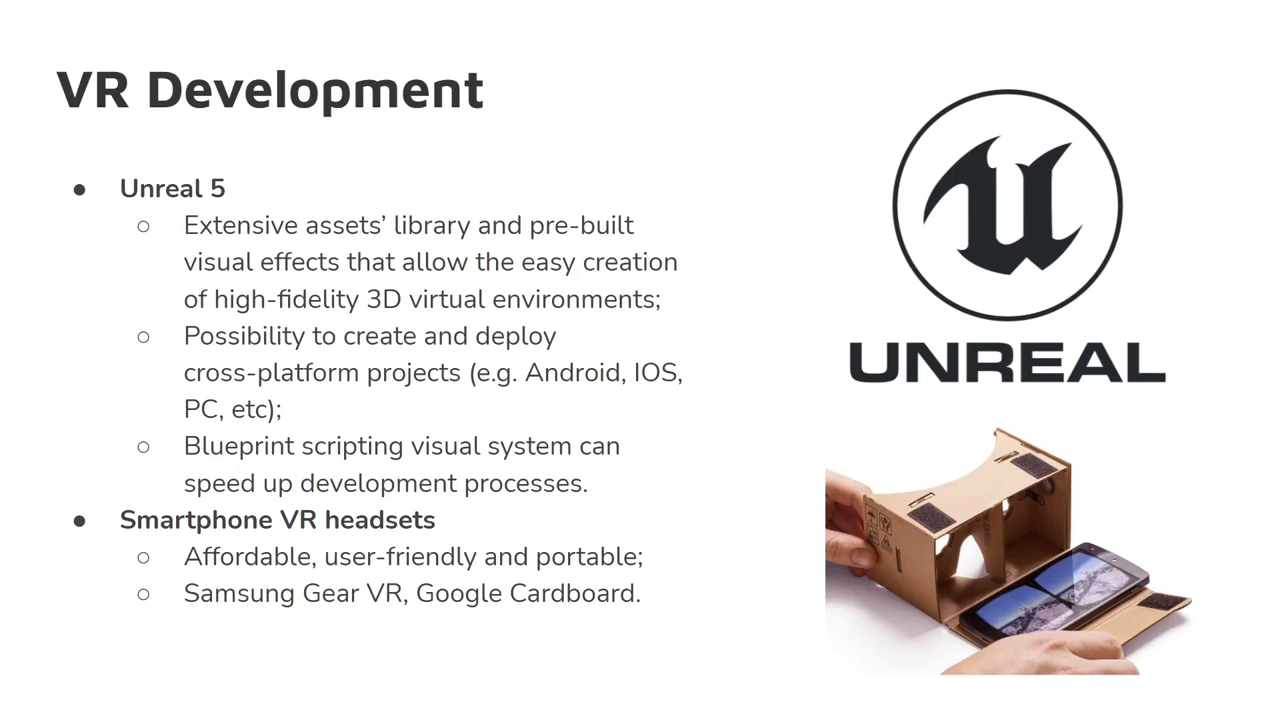 VR Development
● Unreal 5
○ Extensive assets’ library and pre-built
visual effects that allow the easy creation
of high-fidelity 3D virtual environments;
○ Possibility to create and deploy
cross-platform projects (e.g. Android, IOS,
PC, etc);
○ Blueprint scripting visual system can
speed up development processes.
● Smartphone VR headsets
○ Affordable, user-friendly and portable;
○ Samsung Gear VR, Google Cardboard.
UNREAL